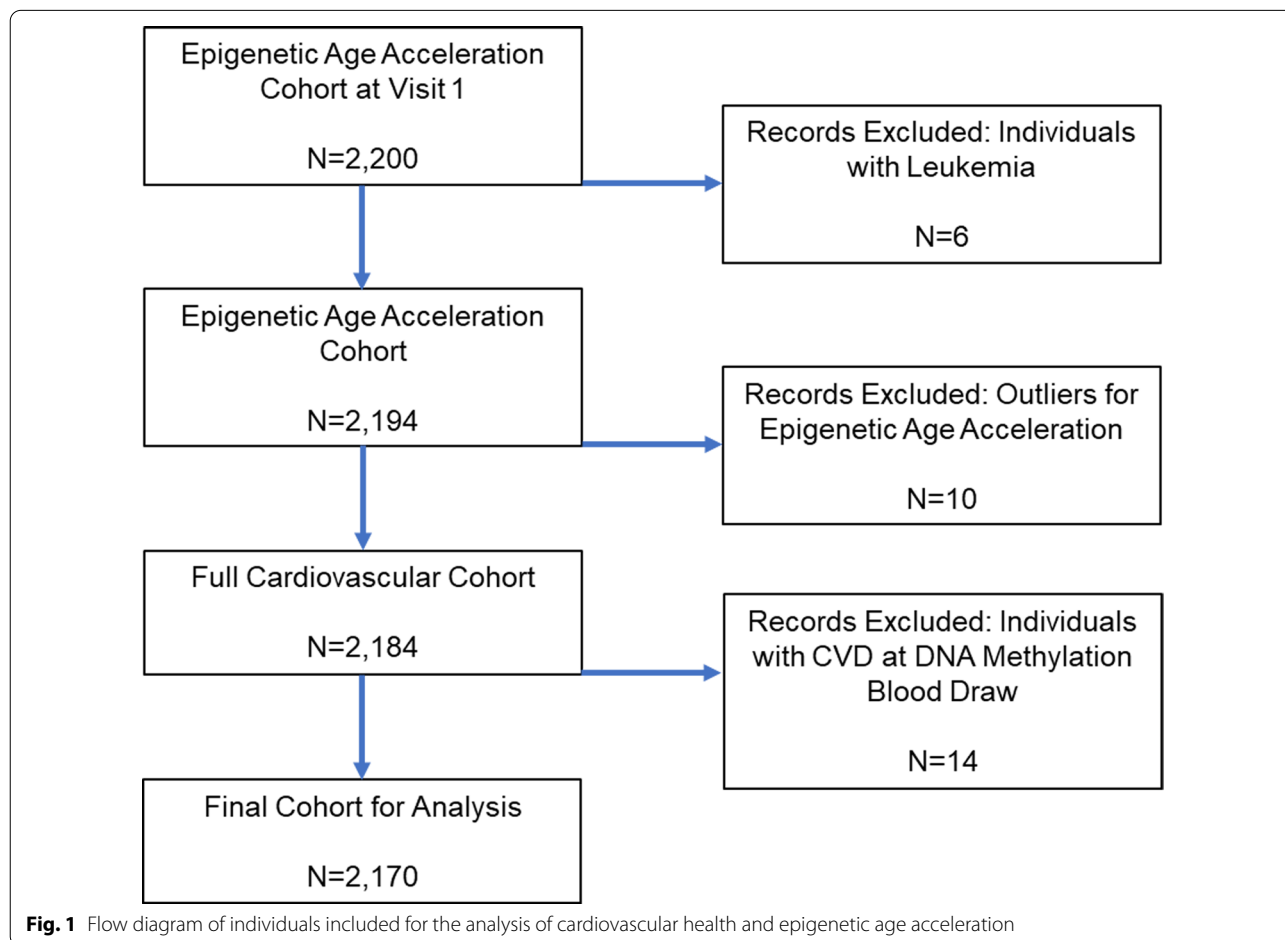 Epigenetic Age Acceleration
Cohort at Visit 1
N=2,200
Records Excluded: Individuals
with Leukemia
N=6
Epigenetic Age Acceleration
Cohort
N=2,194
Records Excluded: Outliers for
Epigenetic Age Acceleration
N=10
Full Cardiovascular Cohort
N=2,184
Records Excluded: Individuals
with CVD at DNA Methylation
Blood Draw
N=14
Final Cohort for Analysis
N=2,170
Fig. 1 Flow diagram of individuals included for the analysis of cardiovascular health and epigenetic age acceleration